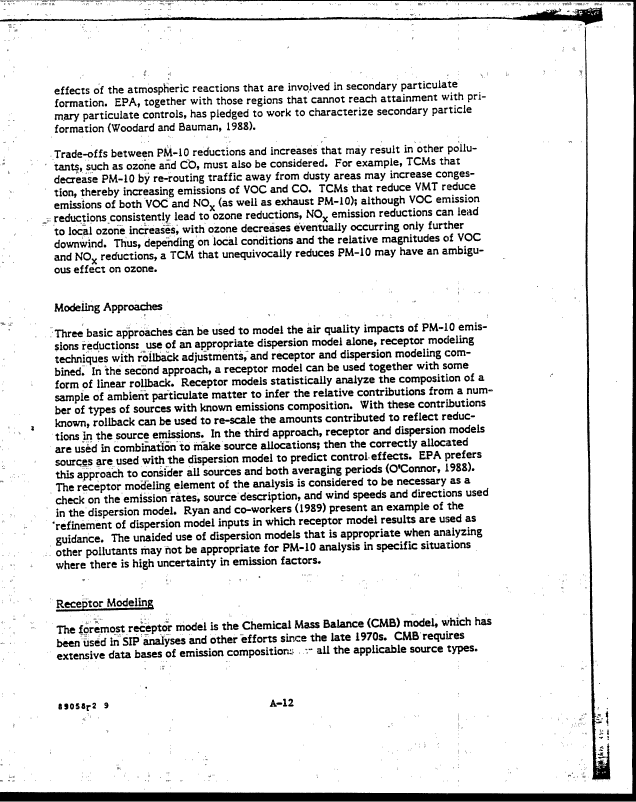 effects of the atmospheric reactions that are involved in secondary particulate
formation. EPA, together with those regions that cannot reach attainment with pri-
mary particulate controls, has pledged to work to characterize secondary particle
formation (Woodard and Bauman, 1988).
Trade-offs between PM-10 reductions and increases that may result in other pollu-
tants, such as ozone and CO, must also be considered. For example, TCMs that
decrease PM-10 by re-routing traffic away from dusty areas may increase conges-
tion, thereby increasing emissions of VOC and CO. TCMs that reduce VMT reduce
emissions of both VOC and NOx (as well as exhaust PM-10); although VOC emission
reductions consistently lead to ozone reductions, NOx emission reductions can lead
to local ozone increases, with ozone decreases eventually occurring only further
downwind. Thus, depending on local conditions and the relative magnitudes of VOC
and NOx reductions, a TCM that unequivocally reduces PM-10 may have an ambigu-
ous effect on ozone.
Modeling Approaches
Three basic approaches can be used to model the air quality impacts of PM-10 emis-
sions reductions: use of an appropriate dispersion model alone, receptor modeling
techniques with rollback adjustments, and receptor and dispersion modeling com-
bined. In the second approach, a receptor model can be used together with some
form of linear rollback. Receptor models statistically analyze the composition of a
sample of ambient particulate matter to infer the relative contributions from a num-
ber of types of sources with known emissions composition. With these contributions
known, rollback can be used to re-scale the amounts contributed to reflect reduc-
tions in the source emissions. In the third approach, receptor and dispersion models
are used in combination to make source allocations; then the correctly allocated
sources are used with the dispersion model to predict control effects. EPA prefers
this approach to consider all sources and both averaging periods (O'Connor, 1988).
The receptor modeling element of the analysis is considered to be necessary as a
check on the emission rates, source description, and wind speeds and directions used
in the dispersion model. Ryan and co-workers (1989) present an example of the
refinement of dispersion model inputs in which receptor model results are used as
guidance. The unaided use of dispersion models that is appropriate when analyzing
other pollutants may not be appropriate for PM-10 analysis in specific situations
where there is high uncertainty in emission factors.
Receptor Modeling
The foremost receptor model is the Chemical Mass Balance (CMB) model, which has
been used in SIP analyses and other efforts since the late 1970s. CMB requires
extensive data bases of emission compositions all the applicable source types.
89058r2 9
A-12